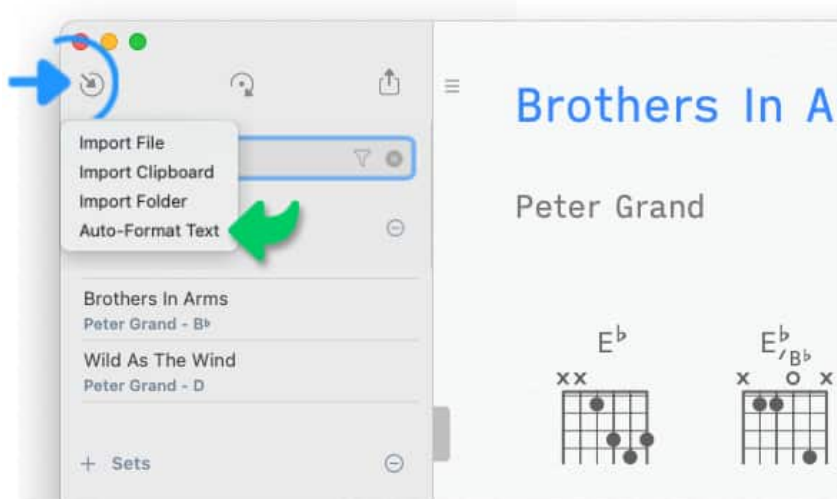 Import File
Import Clipboard
Import Folder
Auto-Format Text
Brothers In Arms
Peter Grand - B♭
Wild As The Wind
Peter Grand - D
+ Sets
Brothers In A
Peter Grand
E♭ E♭/B♭
xx x o x